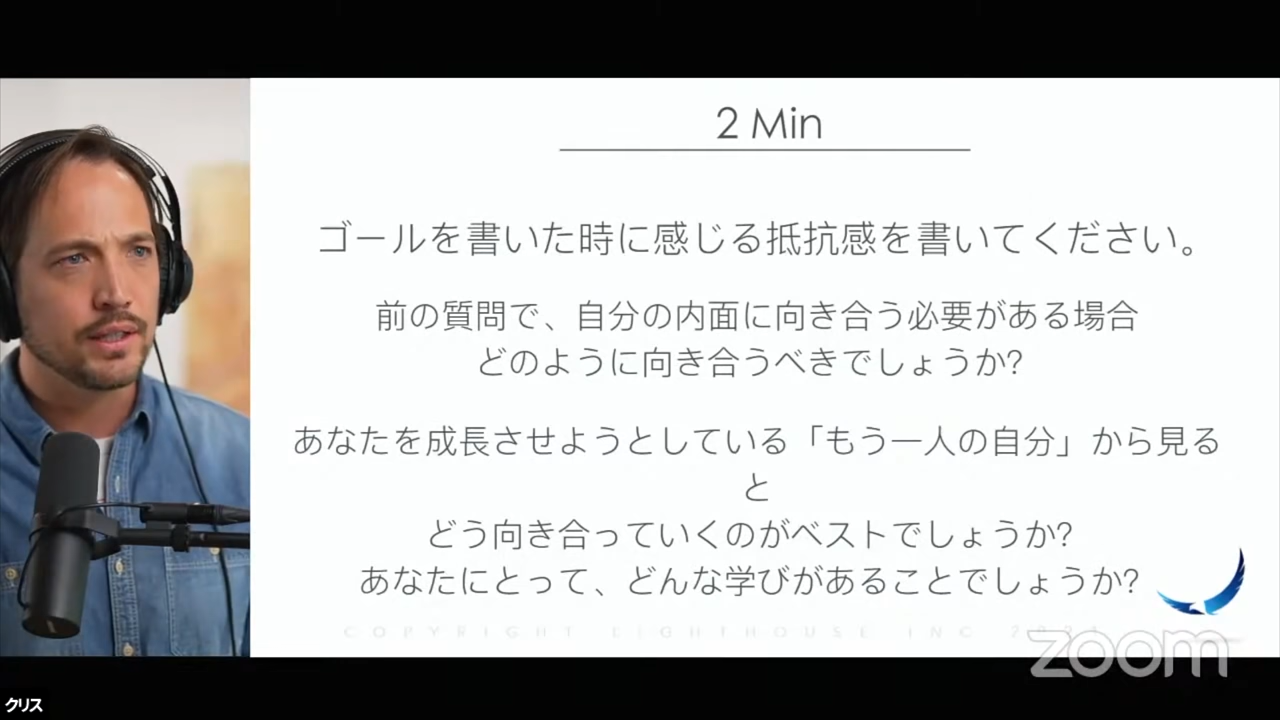 2 Min
ゴールを書いた時に感じる抵抗感を書いてください。
前の質問で、自分の内面に向き合う必要がある場合
どのように向き合うべきでしょうか?
あなたを成長させようとしている「もう一人の自分」から見る
と
どう向き合っていくのがベストでしょうか?
あなたにとって、どんな学びがあることでしょうか?
COPYRIGHT LIGHTHOUSE INC
zoom
クリス